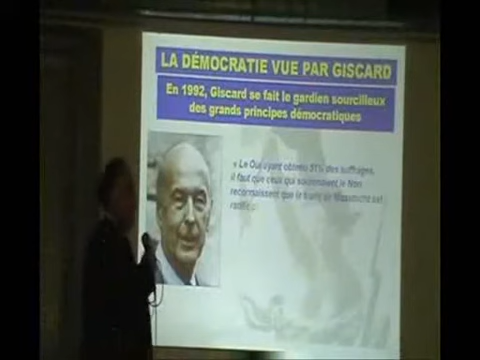 LA DÉMOCRATIE VUE PAR GISCARD
En 1992, Giscard se fait le gardien sourcilleux
des grands principes démocratiques
« Le Oui ayant obtenu 51% des suffrages,
il faut que ceux qui soutenaient le Non
reconnaissent que le traité de Maastricht est
ratifié